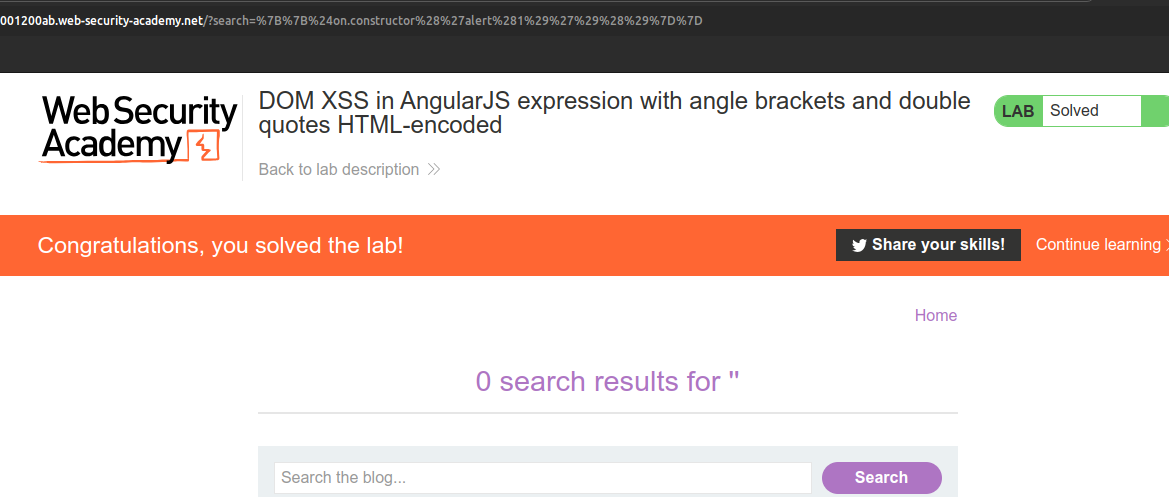 001200ab.web-security-academy.net/?search=%7B%7B%24on.constructor%28%27alert%281%29%27%29%28%29%7D%7D
WebSecurity
Academy
DOM XSS in AngularJS expression with angle brackets and double
quotes HTML-encoded
Back to lab description
LAB Solved
Congratulations, you solved the lab!
Share your skills!
Continue learning
Home
0 search results for ''
Search the blog...
Search